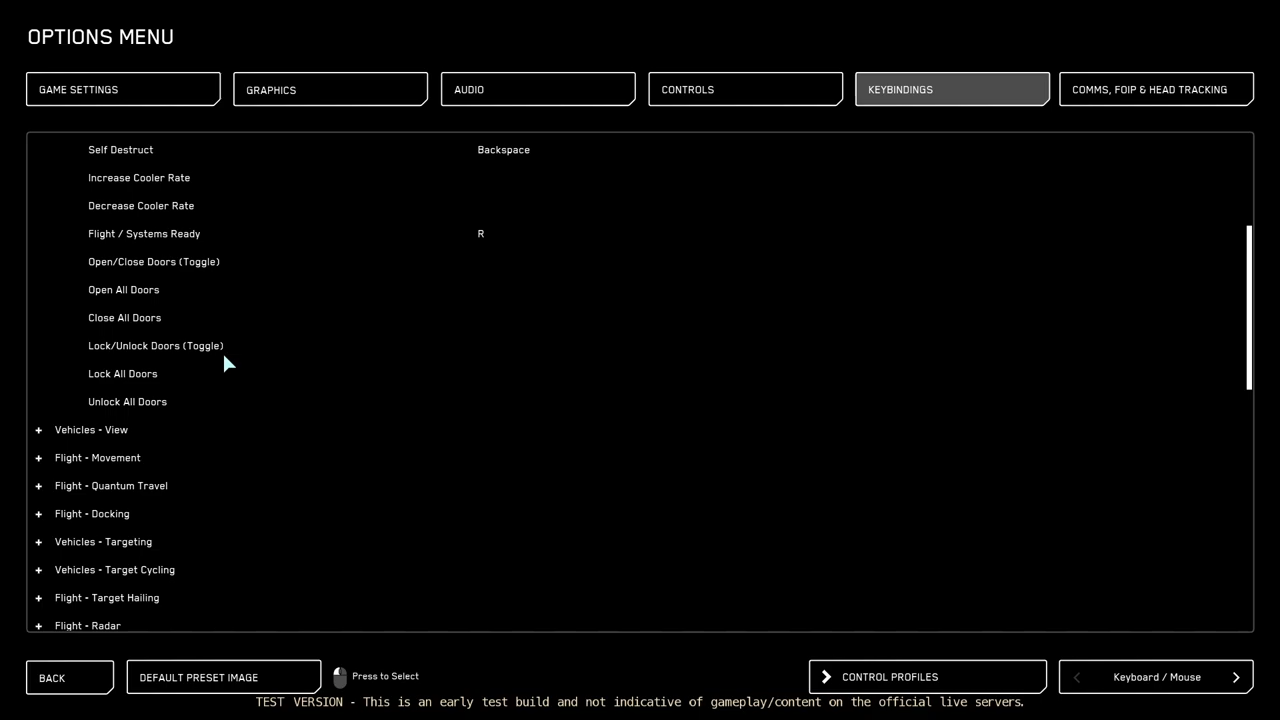 OPTIONS MENU
GAME SETTINGS
GRAPHICS
AUDIO
CONTROLS
KEYBINDINGS
COMMS, FOIP & HEAD TRACKING
Self Destruct Backspace
Increase Cooler Rate
Decrease Cooler Rate
Flight / Systems Ready R
Open/Close Doors (Toggle)
Open All Doors
Close All Doors
Lock/Unlock Doors (Toggle)
Lock All Doors
Unlock All Doors
+ Vehicles - View
+ Flight - Movement
+ Flight - Quantum Travel
+ Flight - Docking
+ Vehicles - Targeting
+ Vehicles - Target Cycling
+ Flight - Target Hailing
+ Flight - Radar
BACK
DEFAULT PRESET IMAGE
Press to Select
CONTROL PROFILES
Keyboard / Mouse
TEST VERSION - This is an early test build and not indicative of gameplay/content on the official live servers.